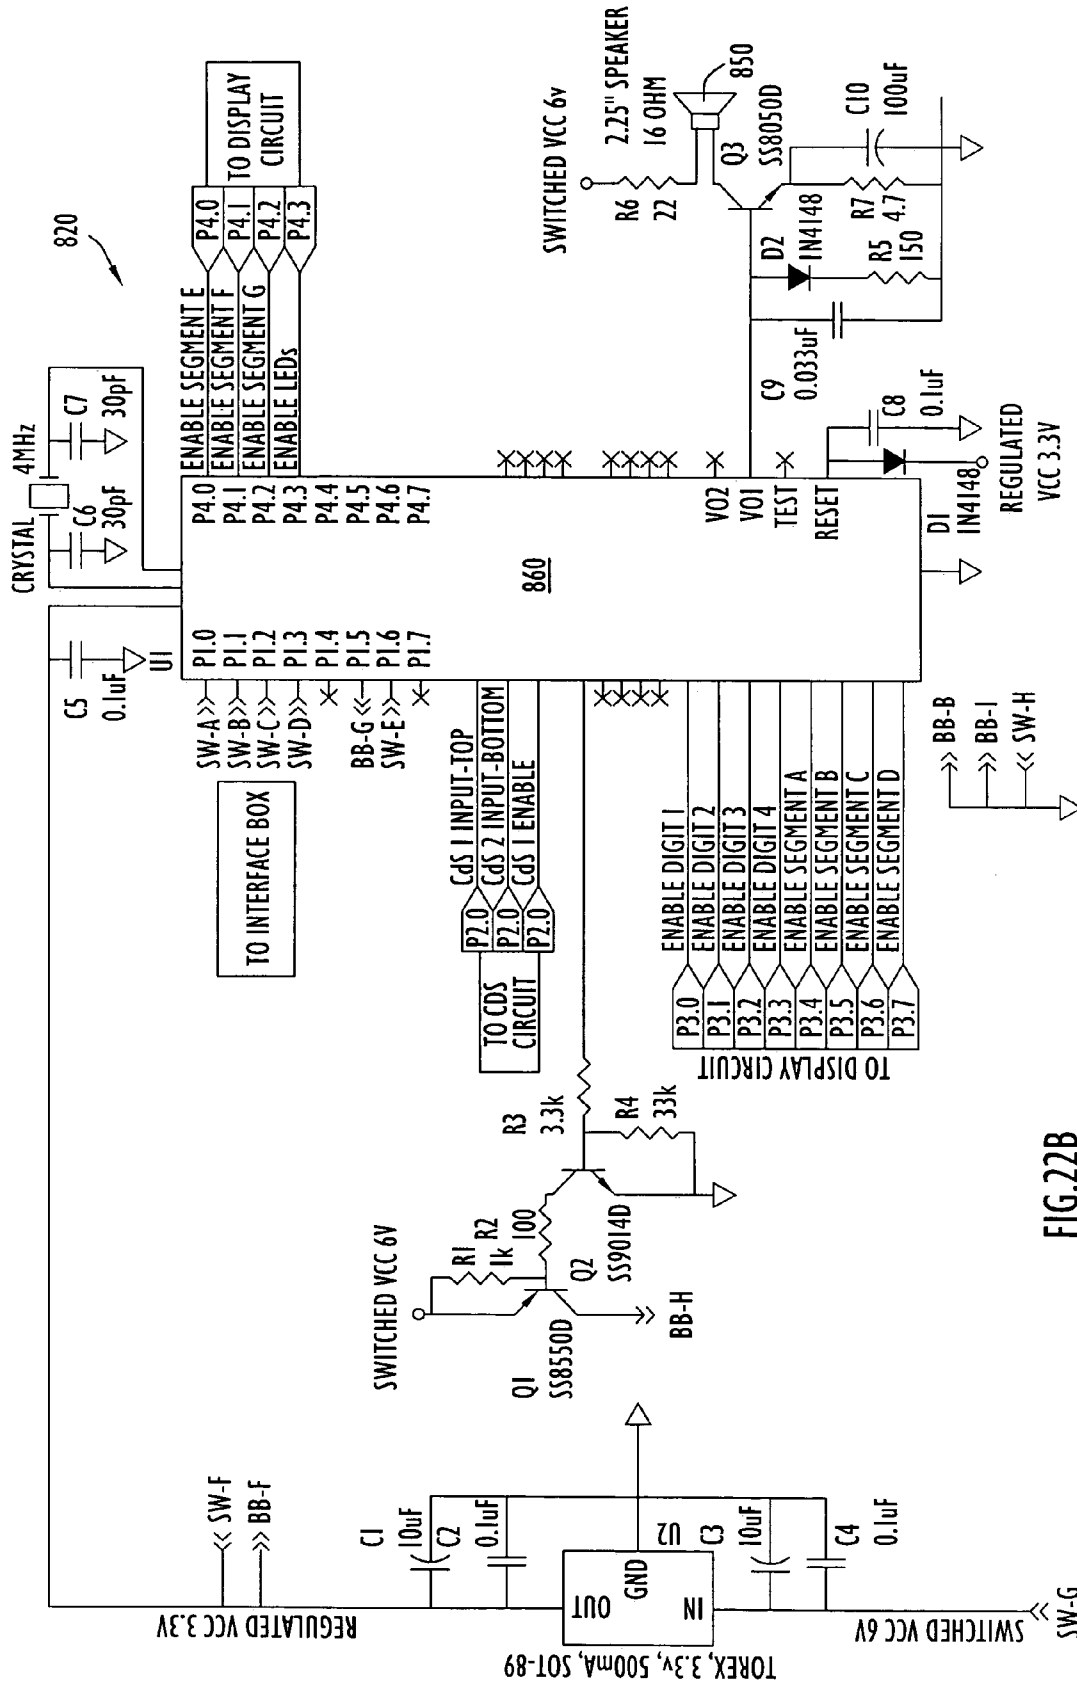 820
CRYSTAL
4MHz
C6
30pF
C7
30pF
C5
0.1uF
U1
TO INTERFACE BOX
SW-A
SW-B
SW-C
SW-D
BB-G
SW-E
P1.0
P1.1
P1.2
P1.3
P1.4
P1.5
P1.6
P1.7
P4.0
P4.1
P4.2
P4.3
P4.4
P4.5
P4.6
P4.7
ENABLE SEGMENT E
ENABLE SEGMENT F
ENABLE SEGMENT G
ENABLE LEDs
P4.0
P4.1
P4.2
P4.3
TO DISPLAY
CIRCUIT
860
VO2
VO1
TEST
RESET
TO CDS
CIRCUIT
P2.0
P2.0
P2.0
CdS 1 INPUT-TOP
CdS 2 INPUT-BOTTOM
CdS 1 ENABLE
TO DISPLAY CIRCUIT
P3.0
P3.1
P3.2
P3.3
P3.4
P3.5
P3.6
P3.7
ENABLE DIGIT 1
ENABLE DIGIT 2
ENABLE DIGIT 3
ENABLE DIGIT 4
ENABLE SEGMENT A
ENABLE SEGMENT B
ENABLE SEGMENT C
ENABLE SEGMENT D
SWITCHED VCC 6v
R6
22
2.25" SPEAKER
16 OHM
850
Q3
SS8050D
D2
IN4148
R5
150
R7
4.7
C10
100uF
C9
0.033uF
C8
0.1uF
D1
IN4148
REGULATED
VCC 3.3V
BB-B
BB-I
SW-H
SWITCHED VCC 6V
R1
1k
R2
100
R3
3.3k
R4
33k
Q1
SS8550D
Q2
SS9014D
BB-H
SW-F
BB-F
REGULATED VCC 3.3V
C1
10uF
C2
0.1uF
OUT
GND
IN
U2
C3
10uF
C4
0.1uF
TOREX, 3.3v, 500mA, SOT-89
SWITCHED VCC 6V
SW-G
FIG.22B